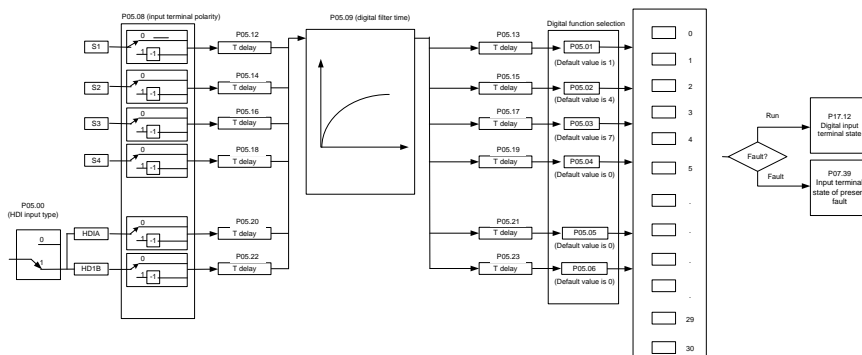 P05.08 (input terminal polarity)
P05.12
P05.09 (digital filter time)
P05.13
Digital function selection
S1
0
1
-1
T delay
T delay
P05.01
(Default value is 1)
0
1
P05.14
P05.15
S2
0
1
-1
T delay
T delay
P05.02
(Default value is 4)
2
P05.16
P05.17
S3
0
1
-1
T delay
T delay
P05.03
(Default value is 7)
3
4
P05.18
P05.19
S4
0
1
-1
T delay
T delay
P05.04
(Default value is 0)
5
Run
Fault?
Fault
P17.12
Digital input
terminal state
P07.39
Input terminal
state of present
fault
P05.00
(HDI input type)
0
1
HDIA
0
1
-1
P05.20
T delay
P05.21
T delay
P05.05
(Default value is 0)
.
.
HD1B
0
1
-1
P05.22
T delay
P05.23
T delay
P05.06
(Default value is 0)
.
.
29
30